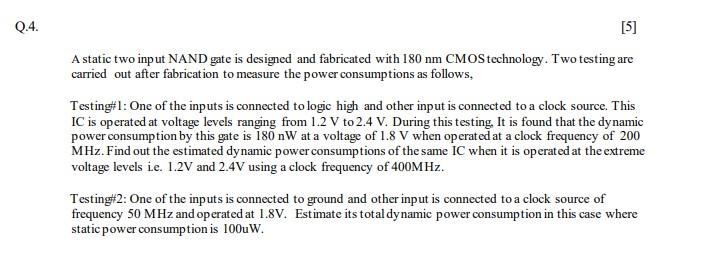 Q.4. [5]
A static two input NAND gate is designed and fabricated with 180 nm CMOS technology. Two testing are
carried out after fabrication to measure the power consumptions as follows,
Testing#1: One of the inputs is connected to logic high and other input is connected to a clock source. This
IC is operated at voltage levels ranging from 1.2 V to 2.4 V. During this testing, It is found that the dynamic
power consumption by this gate is 180 nW at a voltage of 1.8 V when operated at a clock frequency of 200
MHz. Find out the estimated dynamic power consumptions of the same IC when it is operated at the extreme
voltage levels i.e. 1.2V and 2.4V using a clock frequency of 400MHz.
Testing#2: One of the inputs is connected to ground and other input is connected to a clock source of
frequency 50 MHz and operated at 1.8V. Estimate its total dynamic power consumption in this case where
static power consumption is 100uW.